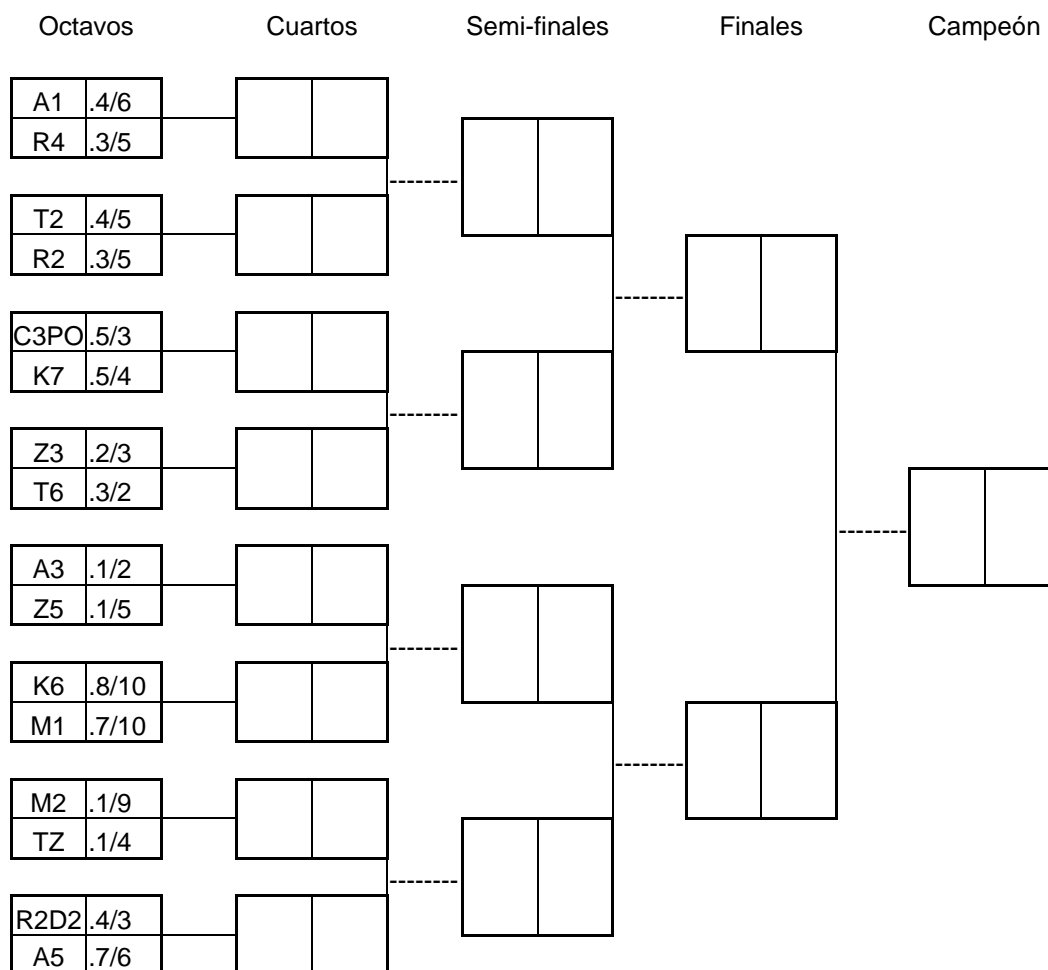 Octavos Cuartos Semi-finales Finales Campeón
A1 .4/6
R4 .3/5
T2 .4/5
R2 .3/5
C3PO .5/3
K7 .5/4
Z3 .2/3
T6 .3/2
A3 .1/2
Z5 .1/5
K6 .8/10
M1 .7/10
M2 .1/9
TZ .1/4
R2D2 .4/3
A5 .7/6